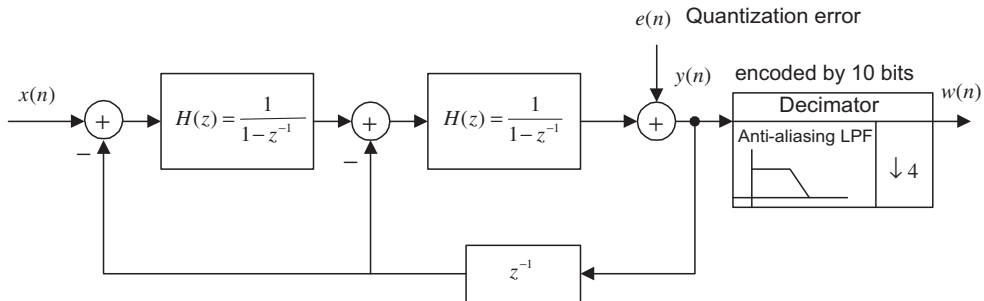 e(n) Quantization error
y(n) encoded by 10 bits
x(n)
w(n)
Decimator
+
H(z) = 1/(1 − z⁻¹)
+
H(z) = 1/(1 − z⁻¹)
+
Anti-aliasing LPF
↓ 4
−
−
z⁻¹